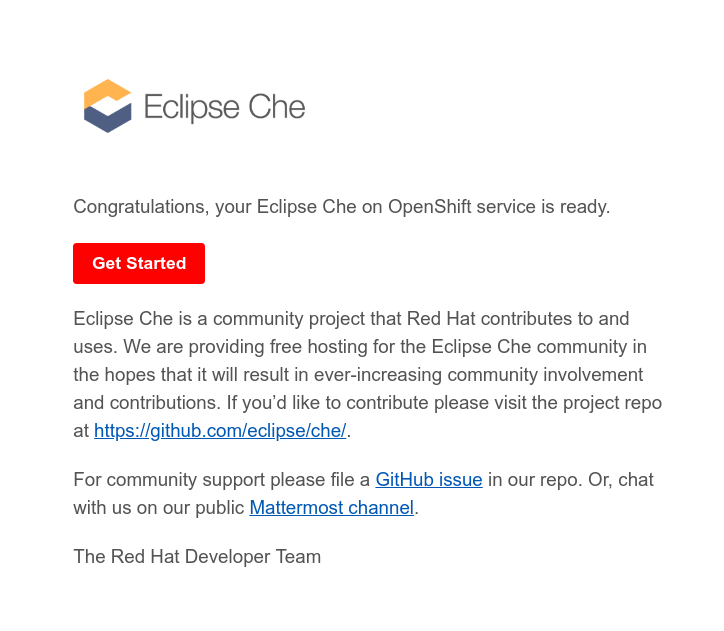 Eclipse Che
Congratulations, your Eclipse Che on OpenShift service is ready.
Get Started
Eclipse Che is a community project that Red Hat contributes to and
uses. We are providing free hosting for the Eclipse Che community in
the hopes that it will result in ever-increasing community involvement
and contributions. If you’d like to contribute please visit the project repo
at https://github.com/eclipse/che/.
For community support please file a GitHub issue in our repo. Or, chat
with us on our public Mattermost channel.
The Red Hat Developer Team